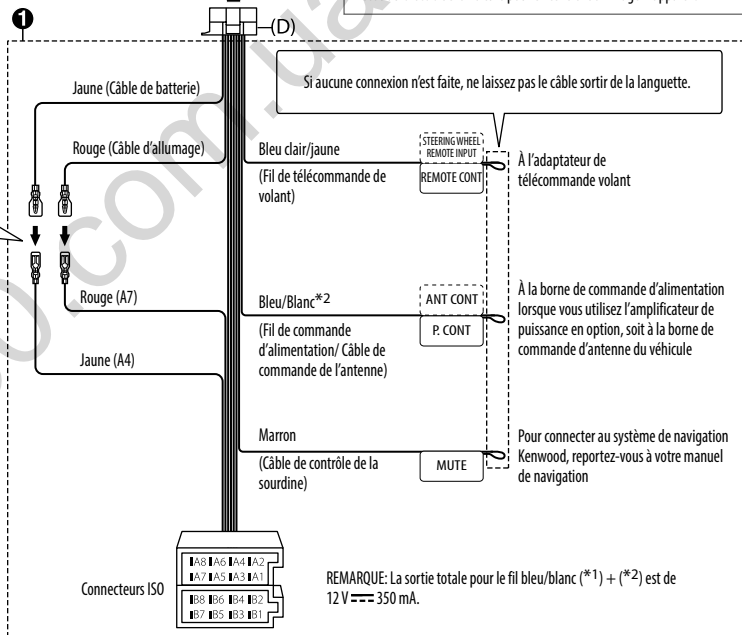 ❶
(D)
Si aucune connexion n'est faite, ne laissez pas le câble sortir de la languette.
Jaune (Câble de batterie)
Rouge (Câble d'allumage)
Bleu clair/jaune
(Fil de télécommande de
volant)
STEERING WHEEL
REMOTE INPUT
REMOTE CONT
À l'adaptateur de
télécommande volant
Rouge (A7)
Jaune (A4)
Bleu/Blanc*2
(Fil de commande
d'alimentation/ Câble de
commande de l'antenne)
ANT CONT
P. CONT
À la borne de commande d'alimentation
lorsque vous utilisez l'amplificateur de
puissance en option, soit à la borne de
commande d'antenne du véhicule
Marron
(Câble de contrôle de la
sourdine)
MUTE
Pour connecter au système de navigation
Kenwood, reportez-vous à votre manuel
de navigation
Connecteurs ISO
A8 A6 A4 A2
A7 A5 A3 A1
B8 B6 B4 B2
B7 B5 B3 B1
REMARQUE: La sortie totale pour le fil bleu/blanc (*1) + (*2) est de
12 V ⎓ 350 mA.